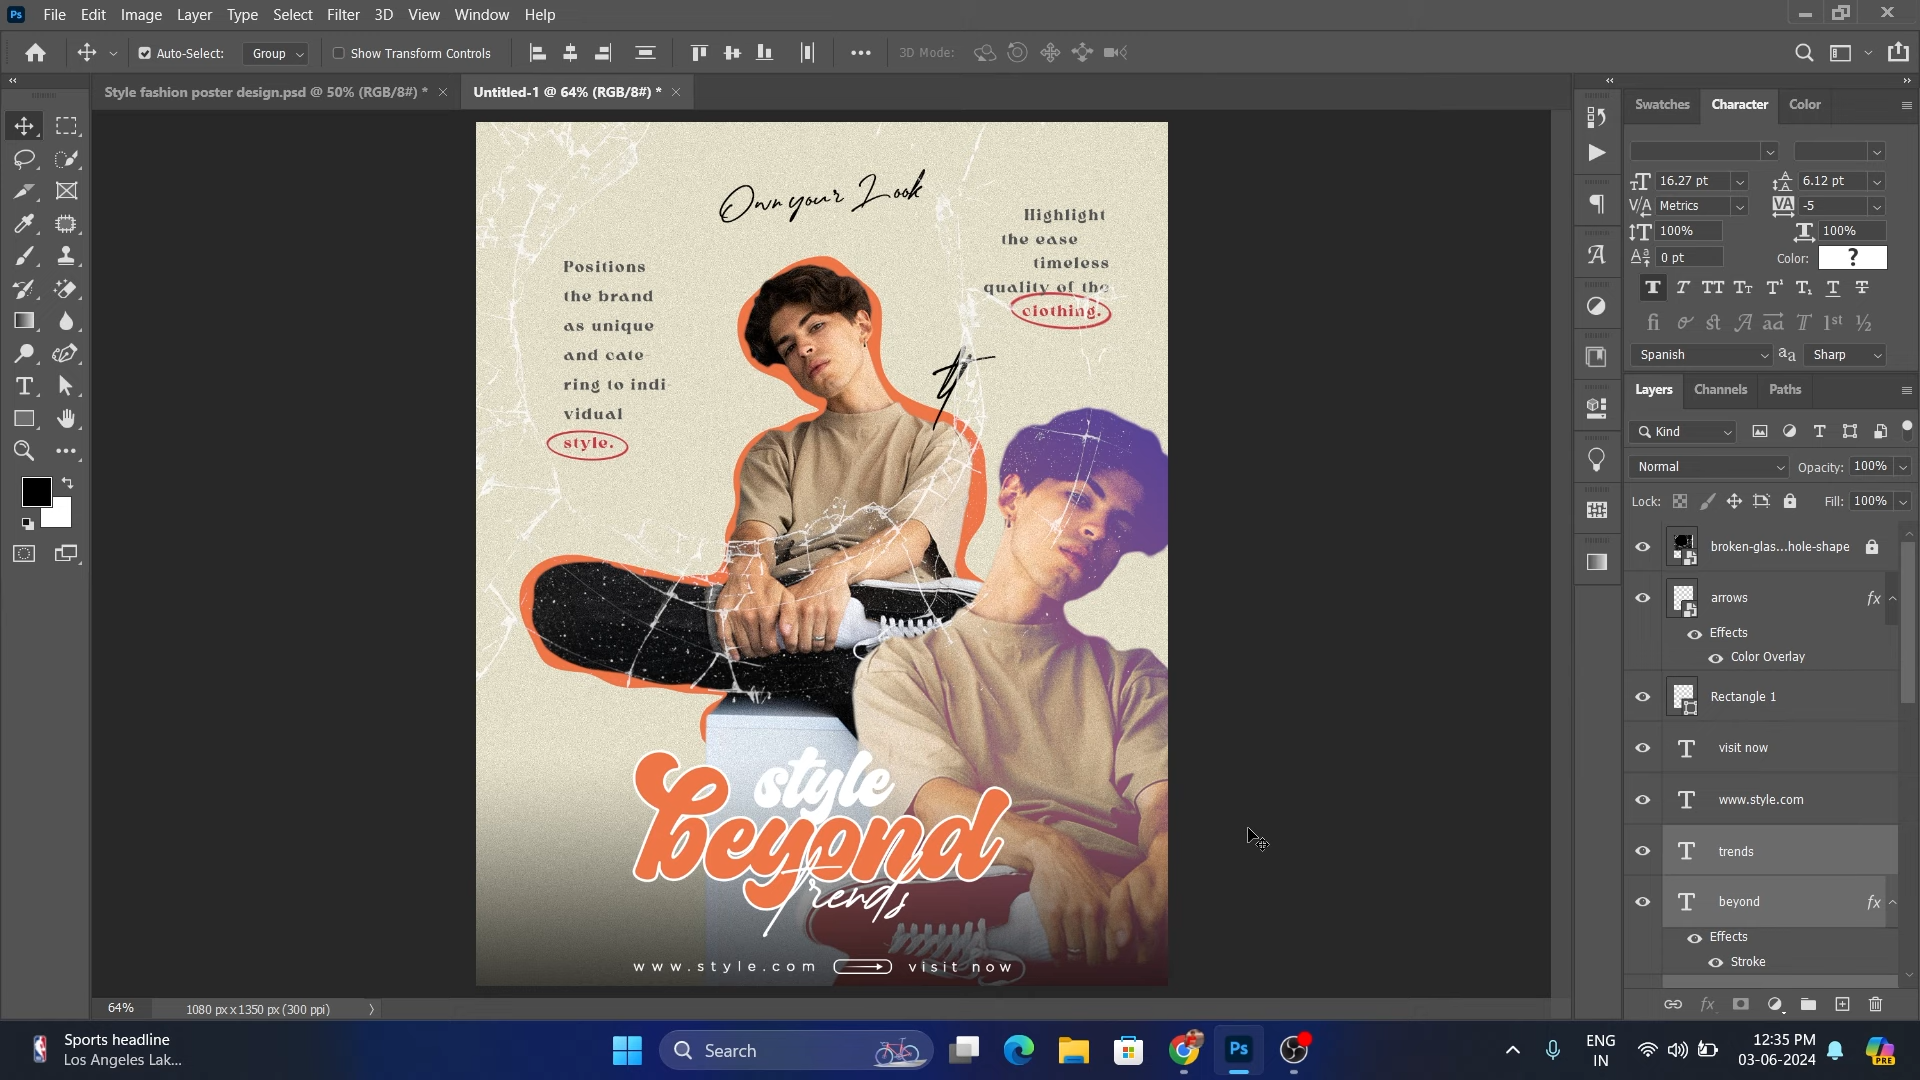 Ps File Edit Image Layer Type Select Filter 3D View Window Help
Auto-Select: Group Show Transform Controls 3D Mode:
Style fashion poster design.psd @ 50% (RGB/8#) *
Untitled-1 @ 64% (RGB/8#) *
Own your Look
Positions
the brand
as unique
and cate-
ring to indi-
vidual
style.
Highlight
the ease
timeless
quality of the
clothing.
style
beyond
trends
www.style.com visit now
64% 1080 px x 1350 px (300 ppi)
Swatches Character Color
16.27 pt 6.12 pt
Metrics -5
100% 100%
0 pt Color: ?
Spanish Sharp
Layers Channels Paths
Kind
Normal Opacity: 100%
Lock: Fill: 100%
broken-glas...hole-shape
arrows fx
Effects
Color Overlay
Rectangle 1
visit now
www.style.com
trends
beyond fx
Effects
Stroke
Sports headline
Los Angeles Lak...
Search
Ps
ENG
IN
12:35 PM
03-06-2024
PRE